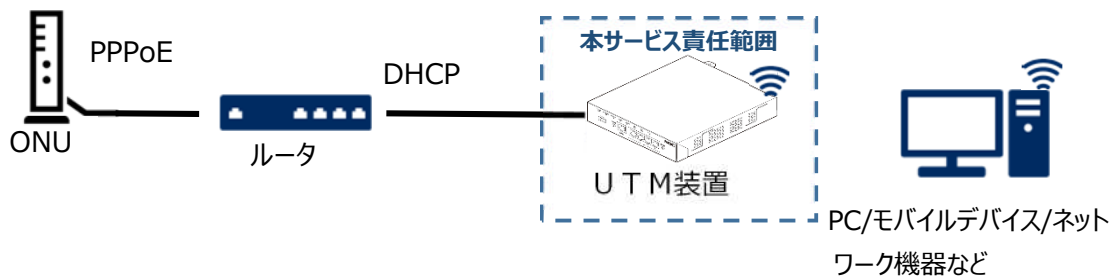 PPPoE
ONU
ルータ
DHCP
本サービス責任範囲
UTM装置
PC/モバイルデバイス/ネット
ワーク機器など